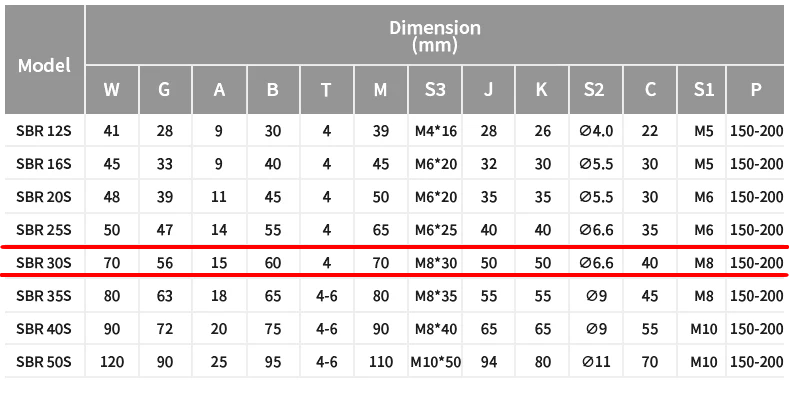 Dimension
(mm)
Model
W G A B T M S3 J K S2 C S1 P
SBR 12S 41 28 9 30 4 39 M4*16 28 26 ∅4.0 22 M5 150-200
SBR 16S 45 33 9 40 4 45 M6*20 32 30 ∅5.5 30 M5 150-200
SBR 20S 48 39 11 45 4 50 M6*20 35 35 ∅5.5 30 M6 150-200
SBR 25S 50 47 14 55 4 65 M6*25 40 40 ∅6.6 35 M6 150-200
SBR 30S 70 56 15 60 4 70 M8*30 50 50 ∅6.6 40 M8 150-200
SBR 35S 80 63 18 65 4-6 80 M8*35 55 55 ∅9 45 M8 150-200
SBR 40S 90 72 20 75 4-6 90 M8*40 65 65 ∅9 55 M10 150-200
SBR 50S 120 90 25 95 4-6 110 M10*50 94 80 ∅11 70 M10 150-200